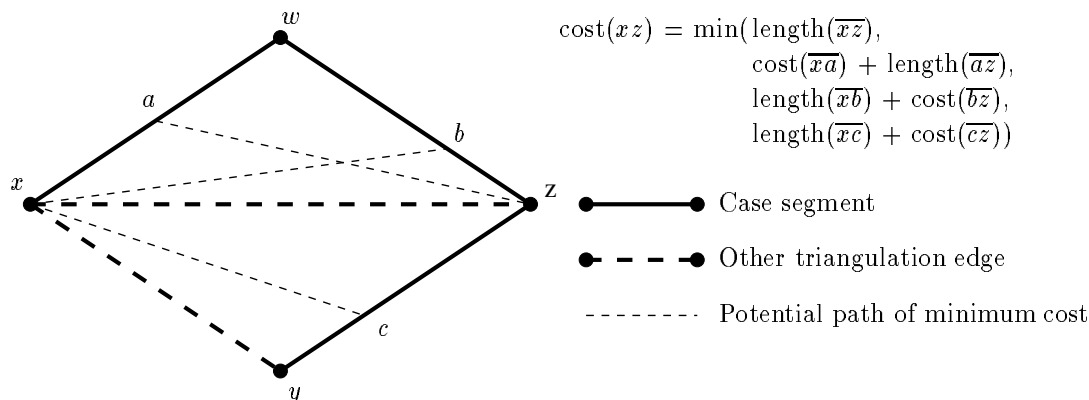 w
cost(xz) = min( length(xz),
cost(xa) + length(az),
length(xb) + cost(bz),
length(xc) + cost(cz))
a
b
x
z
Case segment
Other triangulation edge
Potential path of minimum cost
c
y